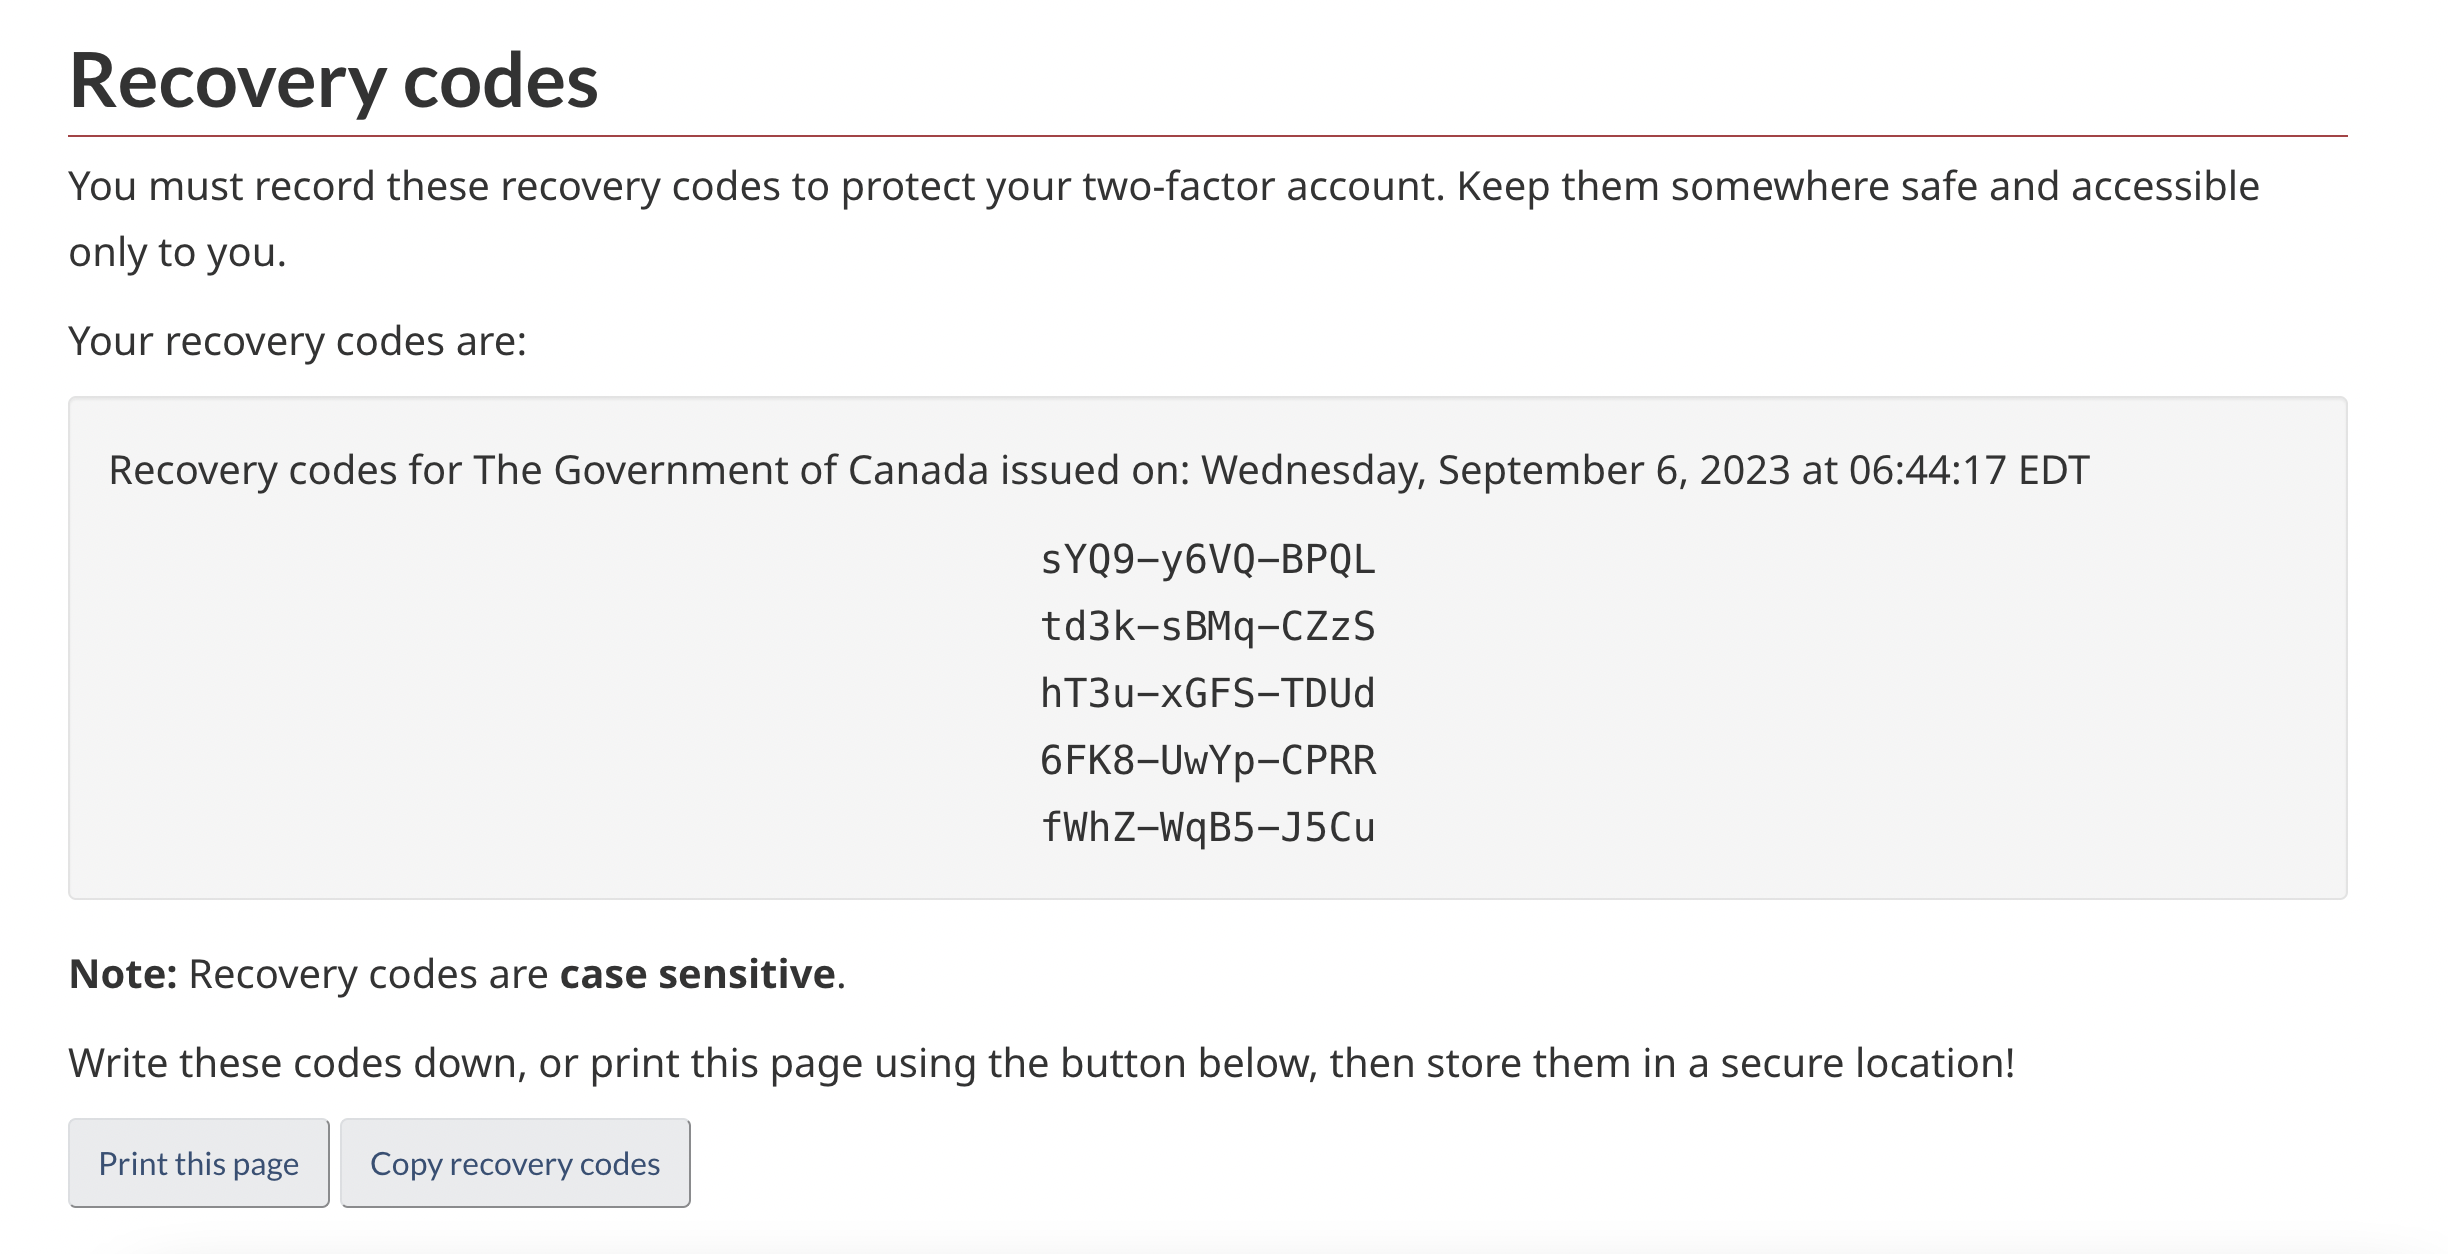 Recovery codes
You must record these recovery codes to protect your two-factor account. Keep them somewhere safe and accessible
only to you.
Your recovery codes are:
Recovery codes for The Government of Canada issued on: Wednesday, September 6, 2023 at 06:44:17 EDT
sYQ9–y6VQ–BPQL
td3k–sBMq–CZzS
hT3u–xGFS–TDUd
6FK8–UwYp–CPRR
fWhZ–WqB5–J5Cu
Note: Recovery codes are case sensitive.
Write these codes down, or print this page using the button below, then store them in a secure location!
Print this page
Copy recovery codes